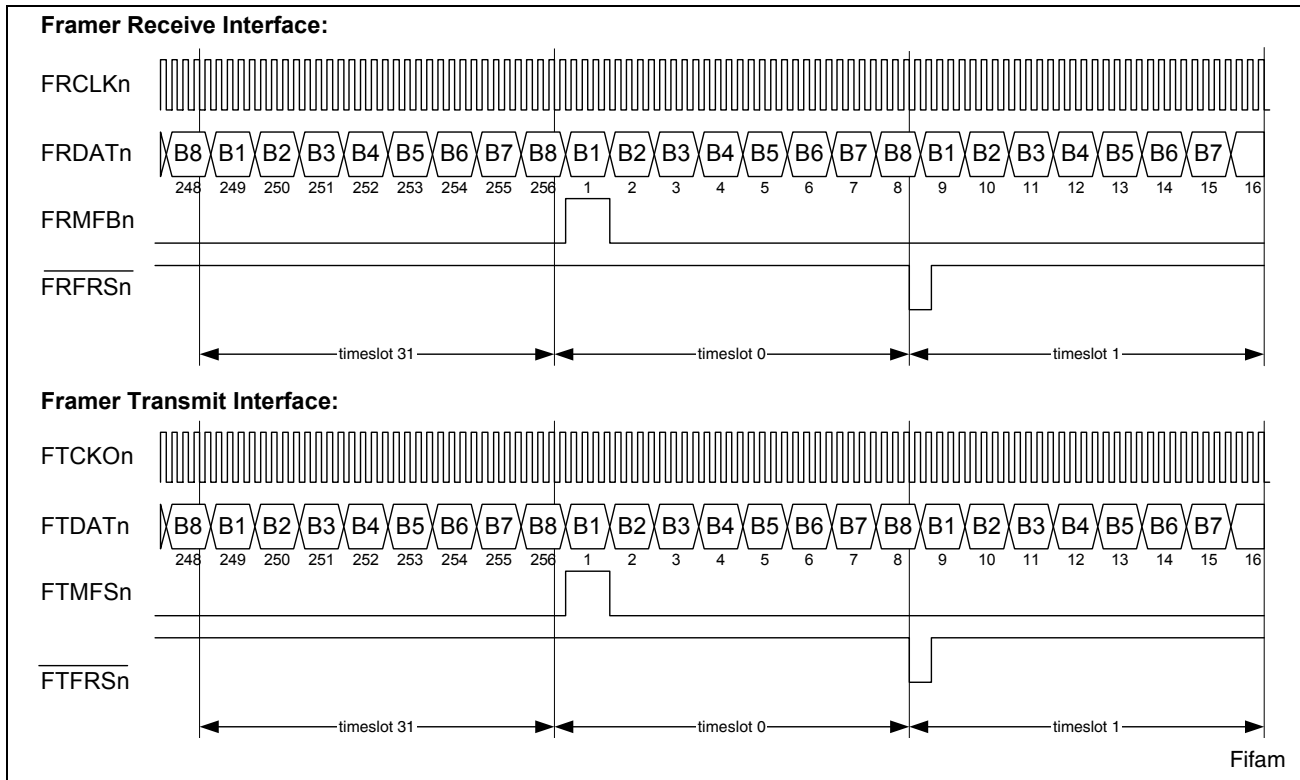 Framer Receive Interface:
FRCLKn
FRDATn B8 B1 B2 B3 B4 B5 B6 B7 B8 B1 B2 B3 B4 B5 B6 B7 B8 B1 B2 B3 B4 B5 B6 B7
248 249 250 251 252 253 254 255 256 1 2 3 4 5 6 7 8 9 10 11 12 13 14 15 16
FRMFBn
FRFRSn
timeslot 31 timeslot 0 timeslot 1
Framer Transmit Interface:
FTCKOn
FTDATn B8 B1 B2 B3 B4 B5 B6 B7 B8 B1 B2 B3 B4 B5 B6 B7 B8 B1 B2 B3 B4 B5 B6 B7
248 249 250 251 252 253 254 255 256 1 2 3 4 5 6 7 8 9 10 11 12 13 14 15 16
FTMFSn
FTFRSn
timeslot 31 timeslot 0 timeslot 1
Fifam